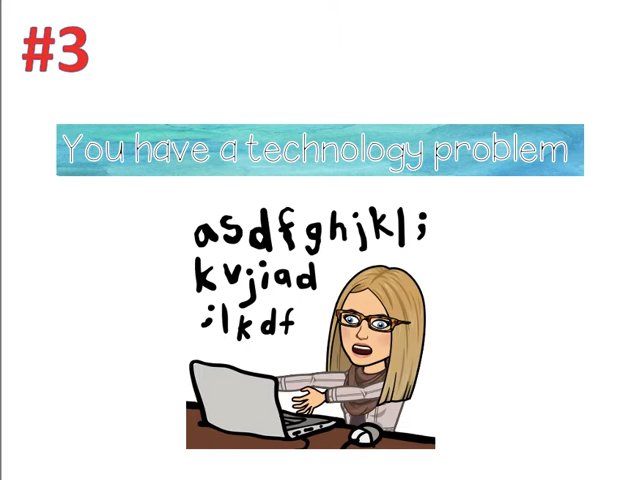 #3
You have a technology problem
asdfghjkl;
kvjiad
;lkdf